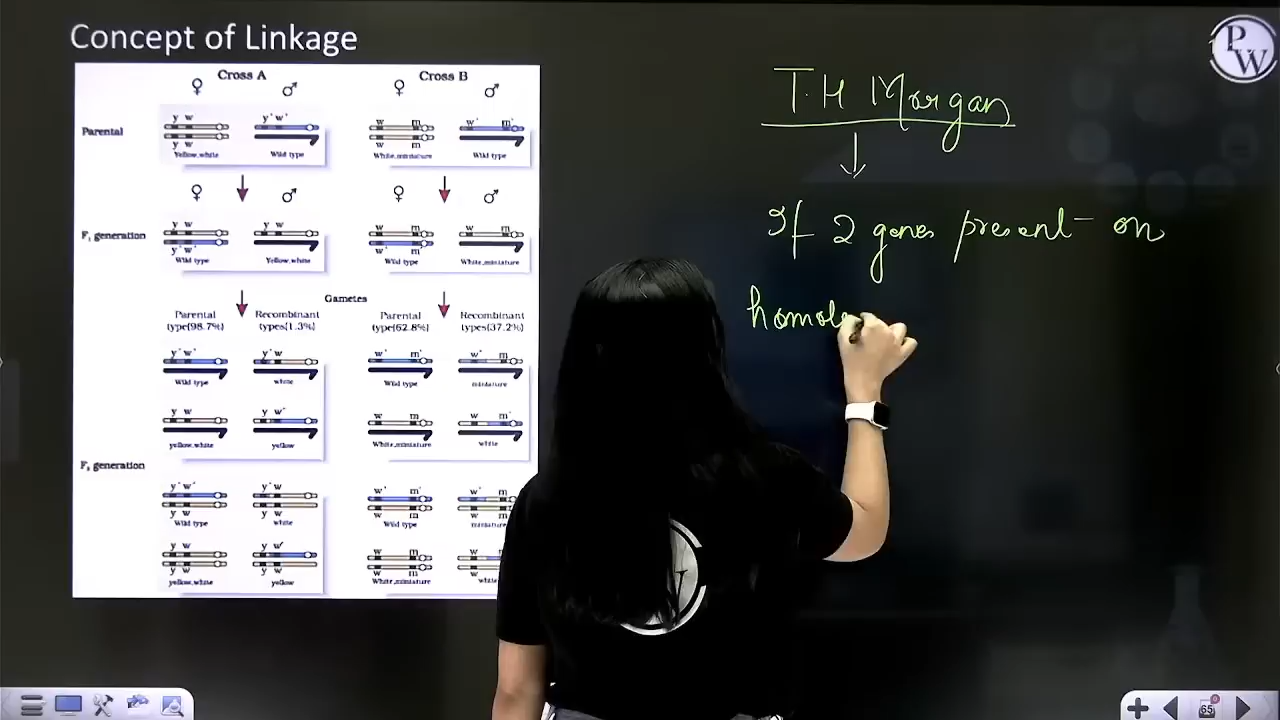 Concept of Linkage
PW
Cross A
Cross B
♀ ♂ ♀ ♂
Parental
y w
y⁺ w⁺
w m
w⁺ m⁺
y w
w m
Yellow, white
Wild type
White, miniature
Wild type
♀ ♂ ♀ ♂
F₁ generation
y w
y w
w m
w m
y⁺ w⁺
w⁺ m⁺
Wild type
Yellow, white
Wild type
White, miniature
Gametes
Parental type(98.7%)
Recombinant types(1.3%)
Parental type(62.8%)
Recombinant types(37.2%)
y⁺ w⁺
y⁺ w
w⁺ m⁺
w⁺ m
Wild type
white
Wild type
miniature
y w
y w⁺
w m
w m⁺
yellow, white
yellow
White, miniature
white
F₂ generation
y⁺ w⁺
y⁺ w
w⁺ m⁺
w⁺ m
y w
y w
w m
w m
Wild type
white
Wild type
miniature
y w
y w⁺
w m
w
y w
y w
w m
w
yellow, white
yellow
White, miniature
white
T.H Morgan
If 2 genes present on
homolo
65